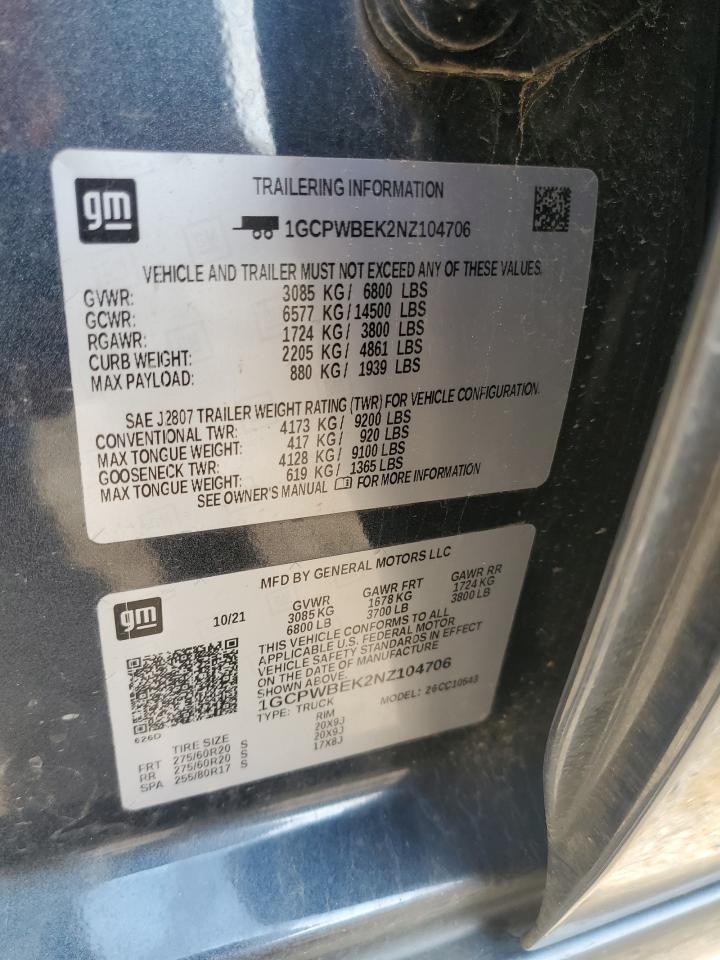 gm
TRAILERING INFORMATION
1GCPWBEK2NZ104706
VEHICLE AND TRAILER MUST NOT EXCEED ANY OF THESE VALUES.
GVWR: 3085 KG/ 6800 LBS
GCWR: 6577 KG/14500 LBS
RGAWR: 1724 KG/ 3800 LBS
CURB WEIGHT: 2205 KG/ 4861 LBS
MAX PAYLOAD: 880 KG/ 1939 LBS
SAE J2807 TRAILER WEIGHT RATING (TWR) FOR VEHICLE CONFIGURATION.
CONVENTIONAL TWR: 4173 KG/ 9200 LBS
MAX TONGUE WEIGHT: 417 KG/ 920 LBS
GOOSENECK TWR: 4128 KG/ 9100 LBS
MAX TONGUE WEIGHT: 619 KG/ 1365 LBS
SEE OWNER'S MANUAL FOR MORE INFORMATION
MFD BY GENERAL MOTORS LLC
gm
10/21 GVWR GAWR FRT GAWR RR
3085 KG 1678 KG 1724 KG
6800 LB 3700 LB 3800 LB
THIS VEHICLE CONFORMS TO ALL
APPLICABLE U.S. FEDERAL MOTOR
VEHICLE SAFETY STANDARDS IN EFFECT
ON THE DATE OF MANUFACTURE
SHOWN ABOVE.
1GCPWBEK2NZ104706
TYPE: TRUCK MODEL: 26CC10543
626D
TIRE SIZE RIM
FRT 275/60R20 S 20X9J
RR 275/60R20 S 20X9J
SPA 255/80R17 S 17X8J